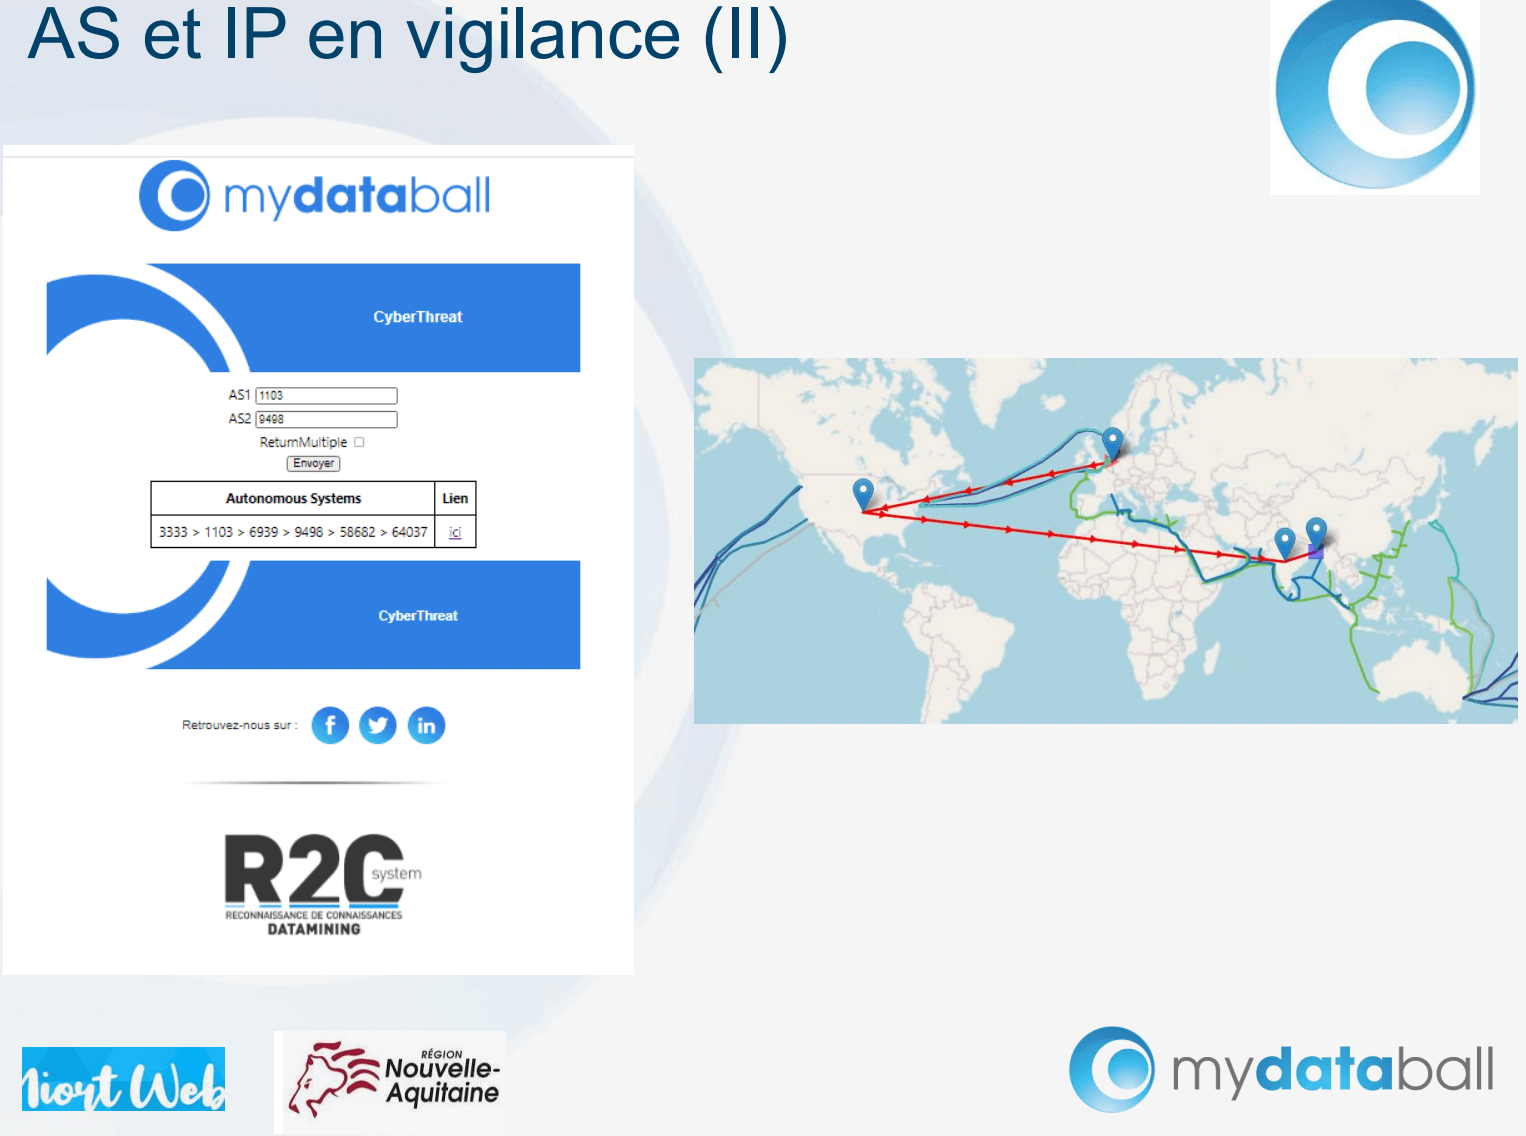 AS et IP en vigilance (II)
mydataball
CyberThreat
AS1 1103
AS2 9498
ReturnMultiple
Envoyer
Autonomous Systems Lien
3333 > 1103 > 6939 > 9498 > 58682 > 64037 ici
CyberThreat
Retrouvez-nous sur :
f
in
R2C
system
RECONNAISSANCE DE CONNAISSANCES
DATAMINING
Niort Web
RÉGION
Nouvelle-
Aquitaine
mydataball